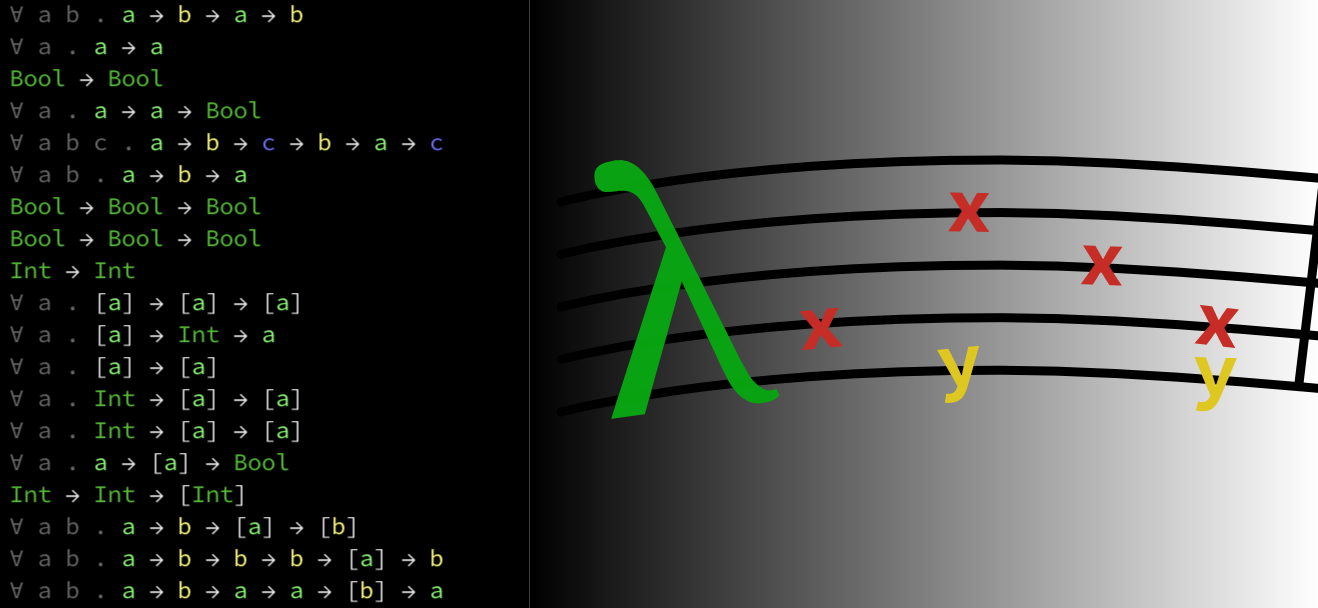 ∀ a b . a → b → a → b
∀ a . a → a
Bool → Bool
∀ a . a → a → Bool
∀ a b c . a → b → c → b → a → c
∀ a b . a → b → a
Bool → Bool → Bool
Bool → Bool → Bool
Int → Int
∀ a . [a] → [a] → [a]
∀ a . [a] → Int → a
∀ a . [a] → [a]
∀ a . Int → [a] → [a]
∀ a . Int → [a] → [a]
∀ a . a → [a] → Bool
Int → Int → [Int]
∀ a b . a → b → [a] → [b]
∀ a b . a → b → b → b → [a] → b
∀ a b . a → b → a → a → [b] → a
λ x x x x
y y